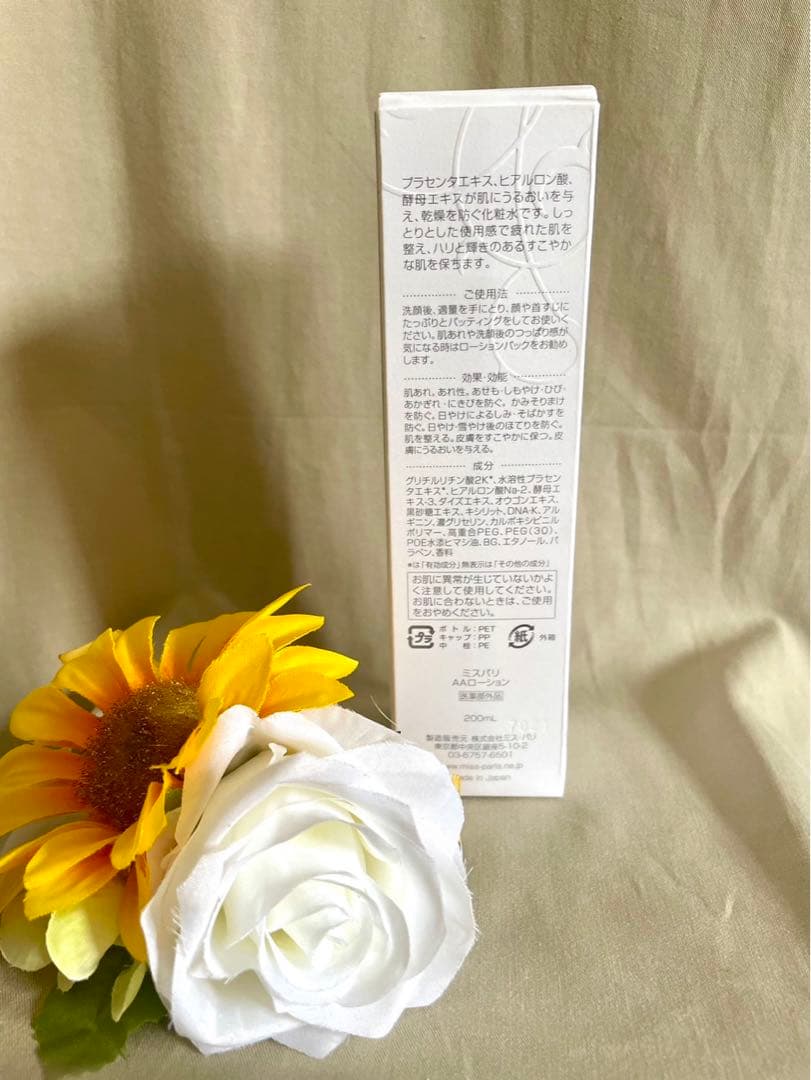 プラセンタエキス、ヒアルロン酸、
酵母エキスが肌にうるおいを与
え、乾燥を防ぐ化粧水です。しっ
とりとした使用感で疲れた肌を
整え、ハリと輝きのあるすこやか
な肌を保ちます。
ご使用法
洗顔後、適量を手にとり、顔や首すじに
たっぷりとパッティングをしてお使いく
ださい。肌あれや洗顔後のつっぱり感が
気になる時はローションパックをお勧め
します。
効果・効能
肌あれ。あれ性。あせも・しもやけ・ひび・
あかぎれ・にきびを防ぐ。かみそりまけ
を防ぐ。日やけによるしみ・そばかすを
防ぐ。日やけ・雪やけ後のほてりを防ぐ。
肌を整える。皮膚をすこやかに保つ。皮
膚にうるおいを与える。
成分
グリチルリチン酸2K*、水溶性プラセン
タエキス*、ヒアルロン酸Na-2、酵母エ
キス-3、ダイズエキス、オウゴンエキス、
黒砂糖エキス、キシリット、DNA-K、アル
ギニン、濃グリセリン、カルボキシビニル
ポリマー、高重合PEG、PEG(30)、
POE水添ヒマシ油、BG、エタノール、パ
ラベン、香料
*は「有効成分」無表示は「その他の成分」
お肌に異常が生じていないかよ
く注意して使用してください。
お肌に合わないときは、ご使用
をおやめください。
プラ
ボトル：PET
キャップ：PP
中栓：PE
紙
外箱
ミスパリ
AAローション
医薬部外品
200mL
製造販売元 株式会社ミス・パリ
東京都中央区銀座5-10-2
03-6757-6501
www.miss-paris.ne.jp
Made in Japan